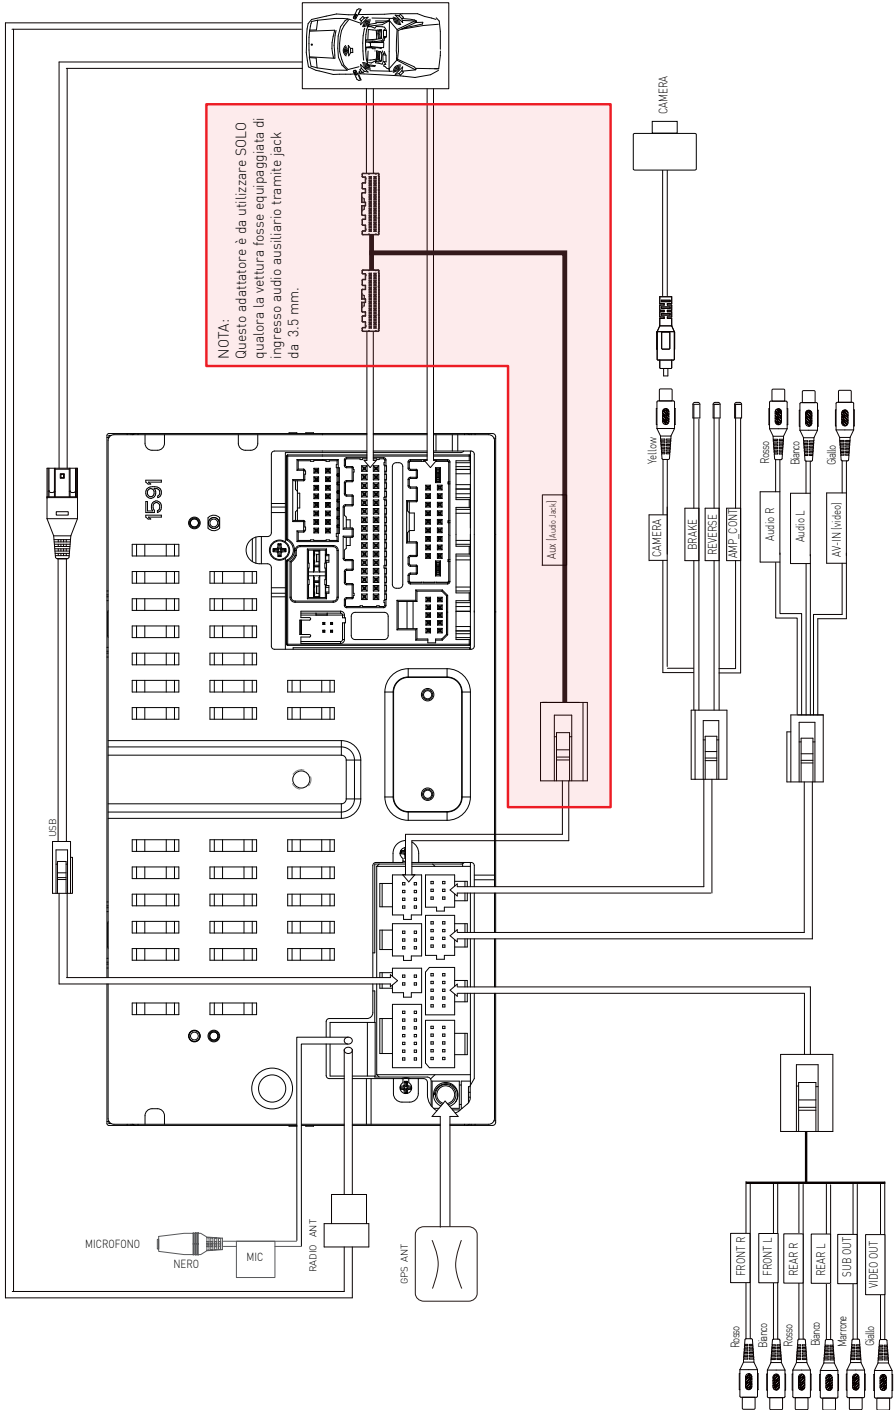 CAMERA
NOTA:
Questo adattatore è da utilizzare SOLO
qualora la vettura fosse equipaggiata di
ingresso audio ausiliario tramite jack
da 3.5 mm.
1591
USB
Aux (Audio Jack)
Yellow
CAMERA
BRAKE
REVERSE
AMP_CONT
Rosso
Audio R
Bianco
Audio L
Giallo
AV-IN (video)
MICROFONO
NERO
MIC
RADIO ANT
GPS ANT
FRONT R
FRONT L
REAR R
REAR L
SUB OUT
VIDEO OUT
Rosso
Bianco
Rosso
Bianco
Marrone
Giallo